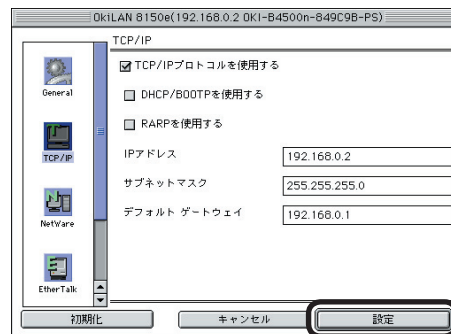 OkiLAN 8150e(192.168.0.2 OKI-B4500n-849C9B-PS)
TCP/IP
TCP/IPプロトコルを使用する
General
DHCP/BOOTPを使用する
RARPを使用する
TCP/IP
IPアドレス
192.168.0.2
サブネットマスク
255.255.255.0
デフォルト ゲートウェイ
192.168.0.1
NetWare
EtherTalk
初期化
キャンセル
設定